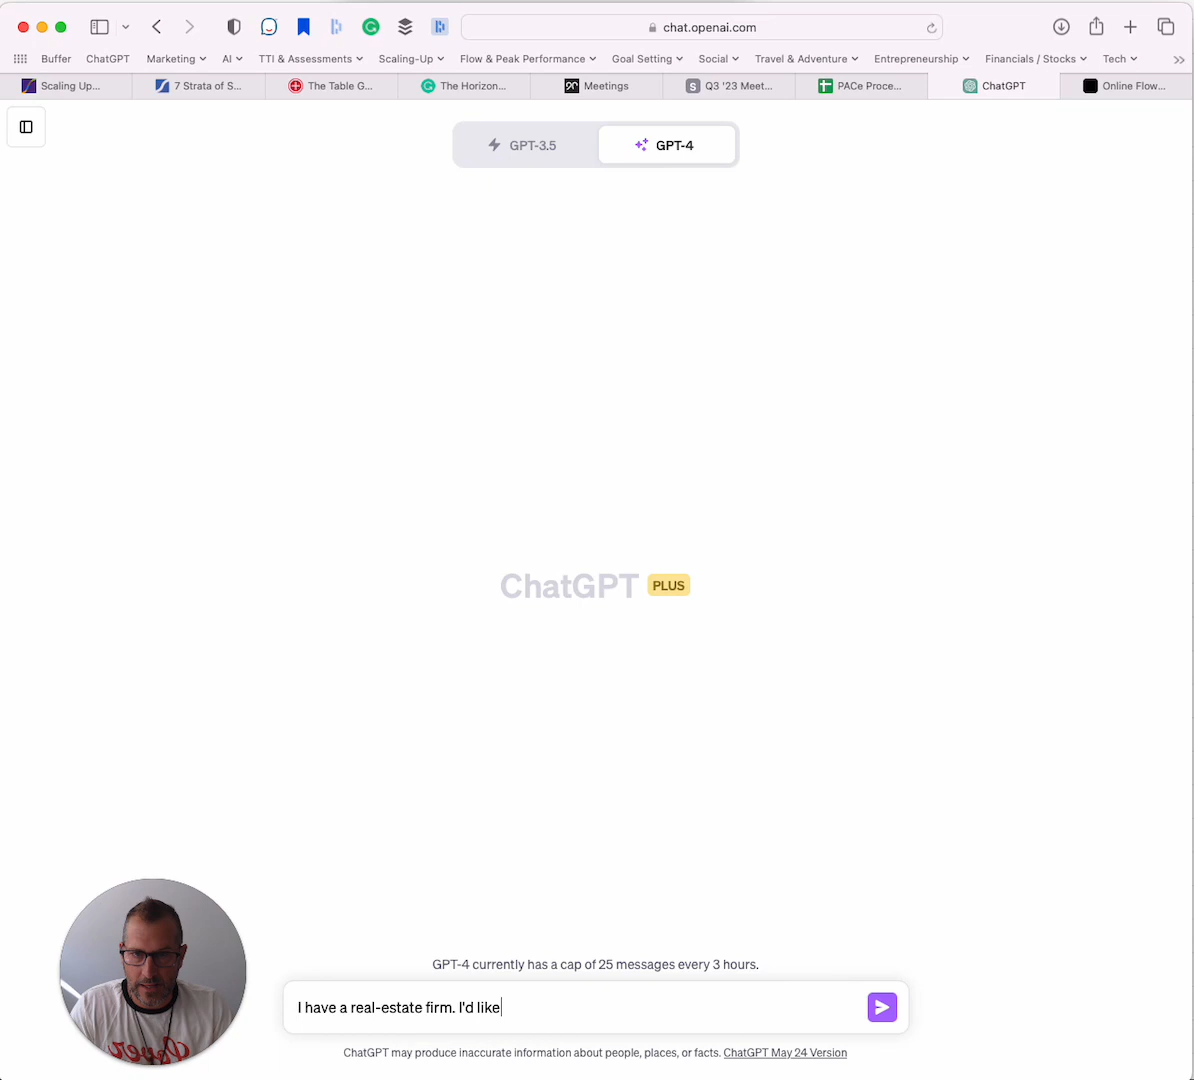 chat.openai.com
Buffer ChatGPT Marketing AI TTI & Assessments Scaling-Up Flow & Peak Performance Goal Setting Social Travel & Adventure Entrepreneurship Financials / Stocks Tech
Scaling Up... 7 Strata of S... The Table G... The Horizon... Meetings S Q3 '23 Meet... PACe Proce... ChatGPT Online Flow...
GPT-3.5 GPT-4
ChatGPT PLUS
GPT-4 currently has a cap of 25 messages every 3 hours.
I have a real-estate firm. I'd like
ChatGPT may produce inaccurate information about people, places, or facts. ChatGPT May 24 Version